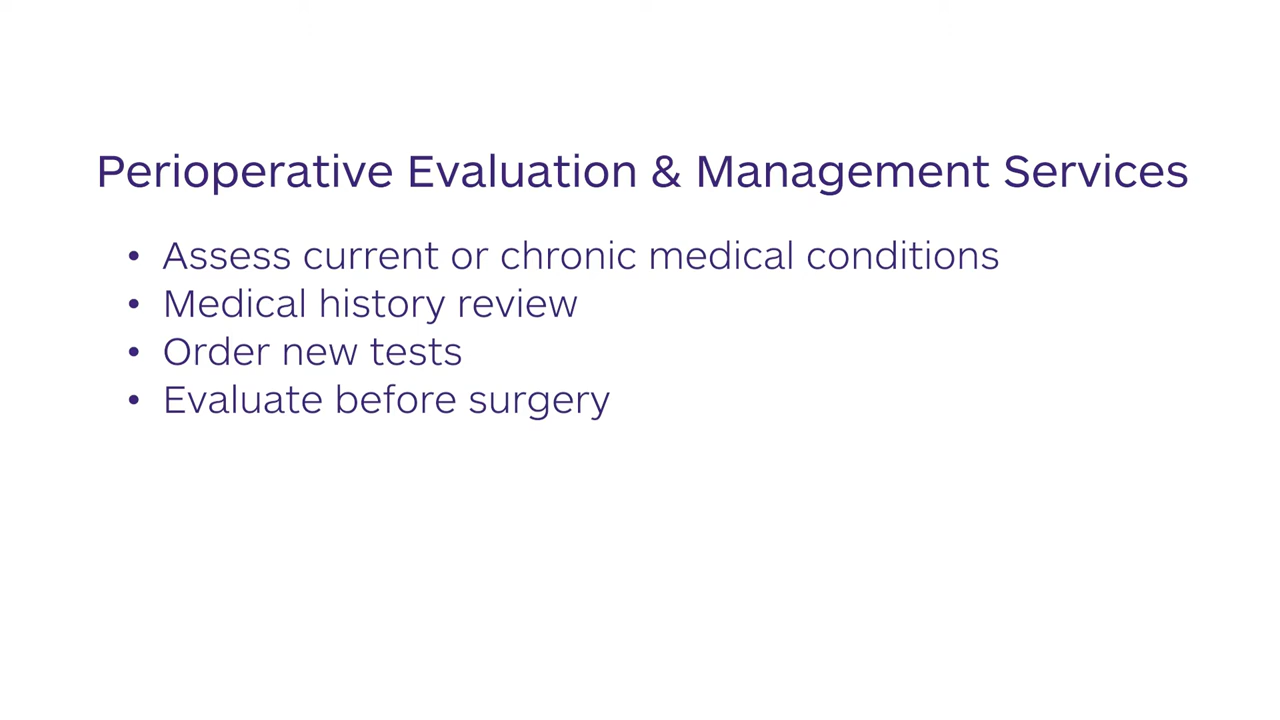 Perioperative Evaluation & Management Services
• Assess current or chronic medical conditions
• Medical history review
• Order new tests
• Evaluate before surgery